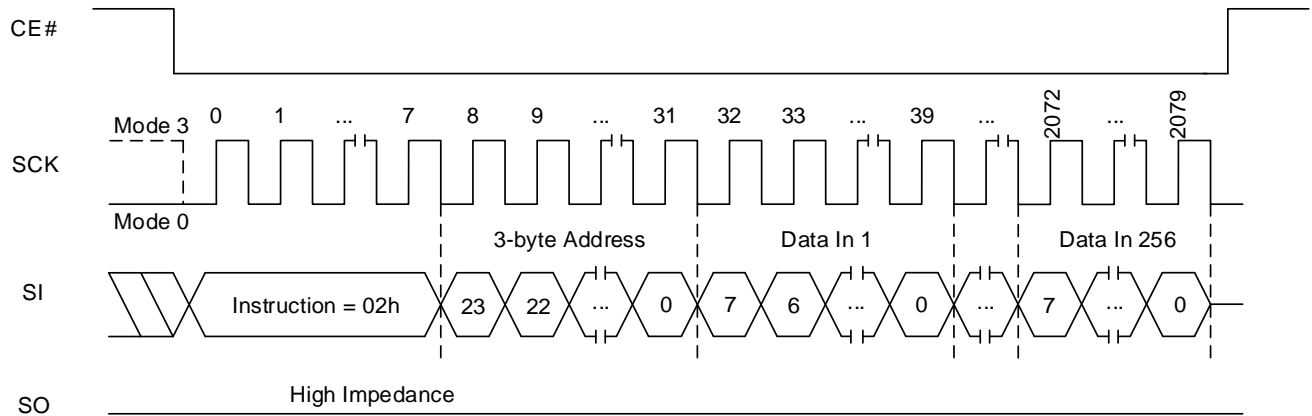 CE#
0 1 ... 7 8 9 ... 31 32 33 ... 39 ... 2072 ... 2079
Mode 3
SCK
Mode 0
3-byte Address Data In 1 Data In 256
SI Instruction = 02h 23 22 ... 0 7 6 ... 0 ... 7 ... 0
High Impedance
SO